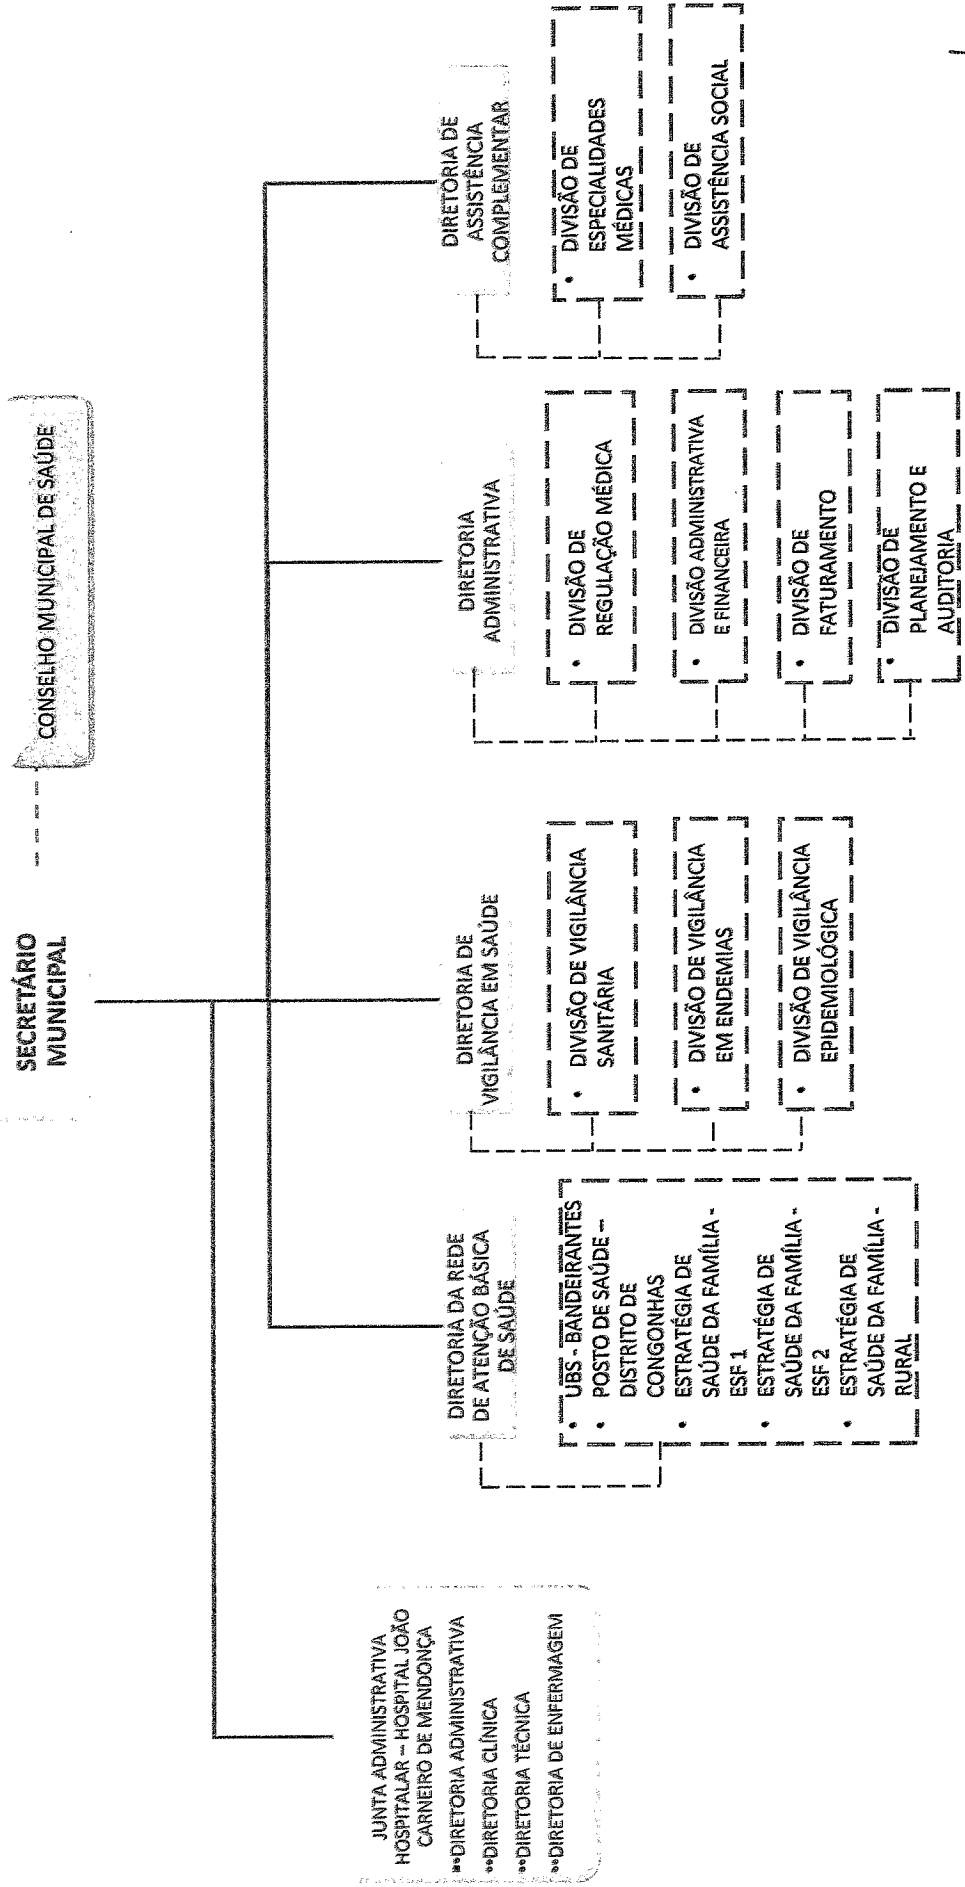 SECRETÁRIO
MUNICIPAL
CONSELHO MUNICIPAL DE SAÚDE
JUNTA ADMINISTRATIVA
HOSPITALAR – HOSPITAL JOÃO
CARNEIRO DE MENDONÇA
••DIRETORIA ADMINISTRATIVA
••DIRETORIA CLÍNICA
••DIRETORIA TÉCNICA
••DIRETORIA DE ENFERMAGEM
DIRETORIA DA REDE
DE ATENÇÃO BÁSICA
DE SAÚDE
• UBS - BANDEIRANTES
• POSTO DE SAÚDE –
DISTRITO DE
CONGONHAS
• ESTRATÉGIA DE
SAÚDE DA FAMÍLIA -
ESF 1
• ESTRATÉGIA DE
SAÚDE DA FAMÍLIA -
ESF 2
• ESTRATÉGIA DE
SAÚDE DA FAMÍLIA -
RURAL
DIRETORIA DE
VIGILÂNCIA EM SAÚDE
• DIVISÃO DE VIGILÂNCIA
SANITÁRIA
• DIVISÃO DE VIGILÂNCIA
EM ENDEMIAS
• DIVISÃO DE VIGILÂNCIA
EPIDEMIOLÓGICA
DIRETORIA
ADMINISTRATIVA
• DIVISÃO DE
REGULAÇÃO MÉDICA
• DIVISÃO ADMINISTRATIVA
E FINANCEIRA
• DIVISÃO DE
FATURAMENTO
• DIVISÃO DE
PLANEJAMENTO E
AUDITORIA
DIRETORIA DE
ASSISTÊNCIA
COMPLEMENTAR
• DIVISÃO DE
ESPECIALIDADES
MÉDICAS
• DIVISÃO DE
ASSISTÊNCIA SOCIAL